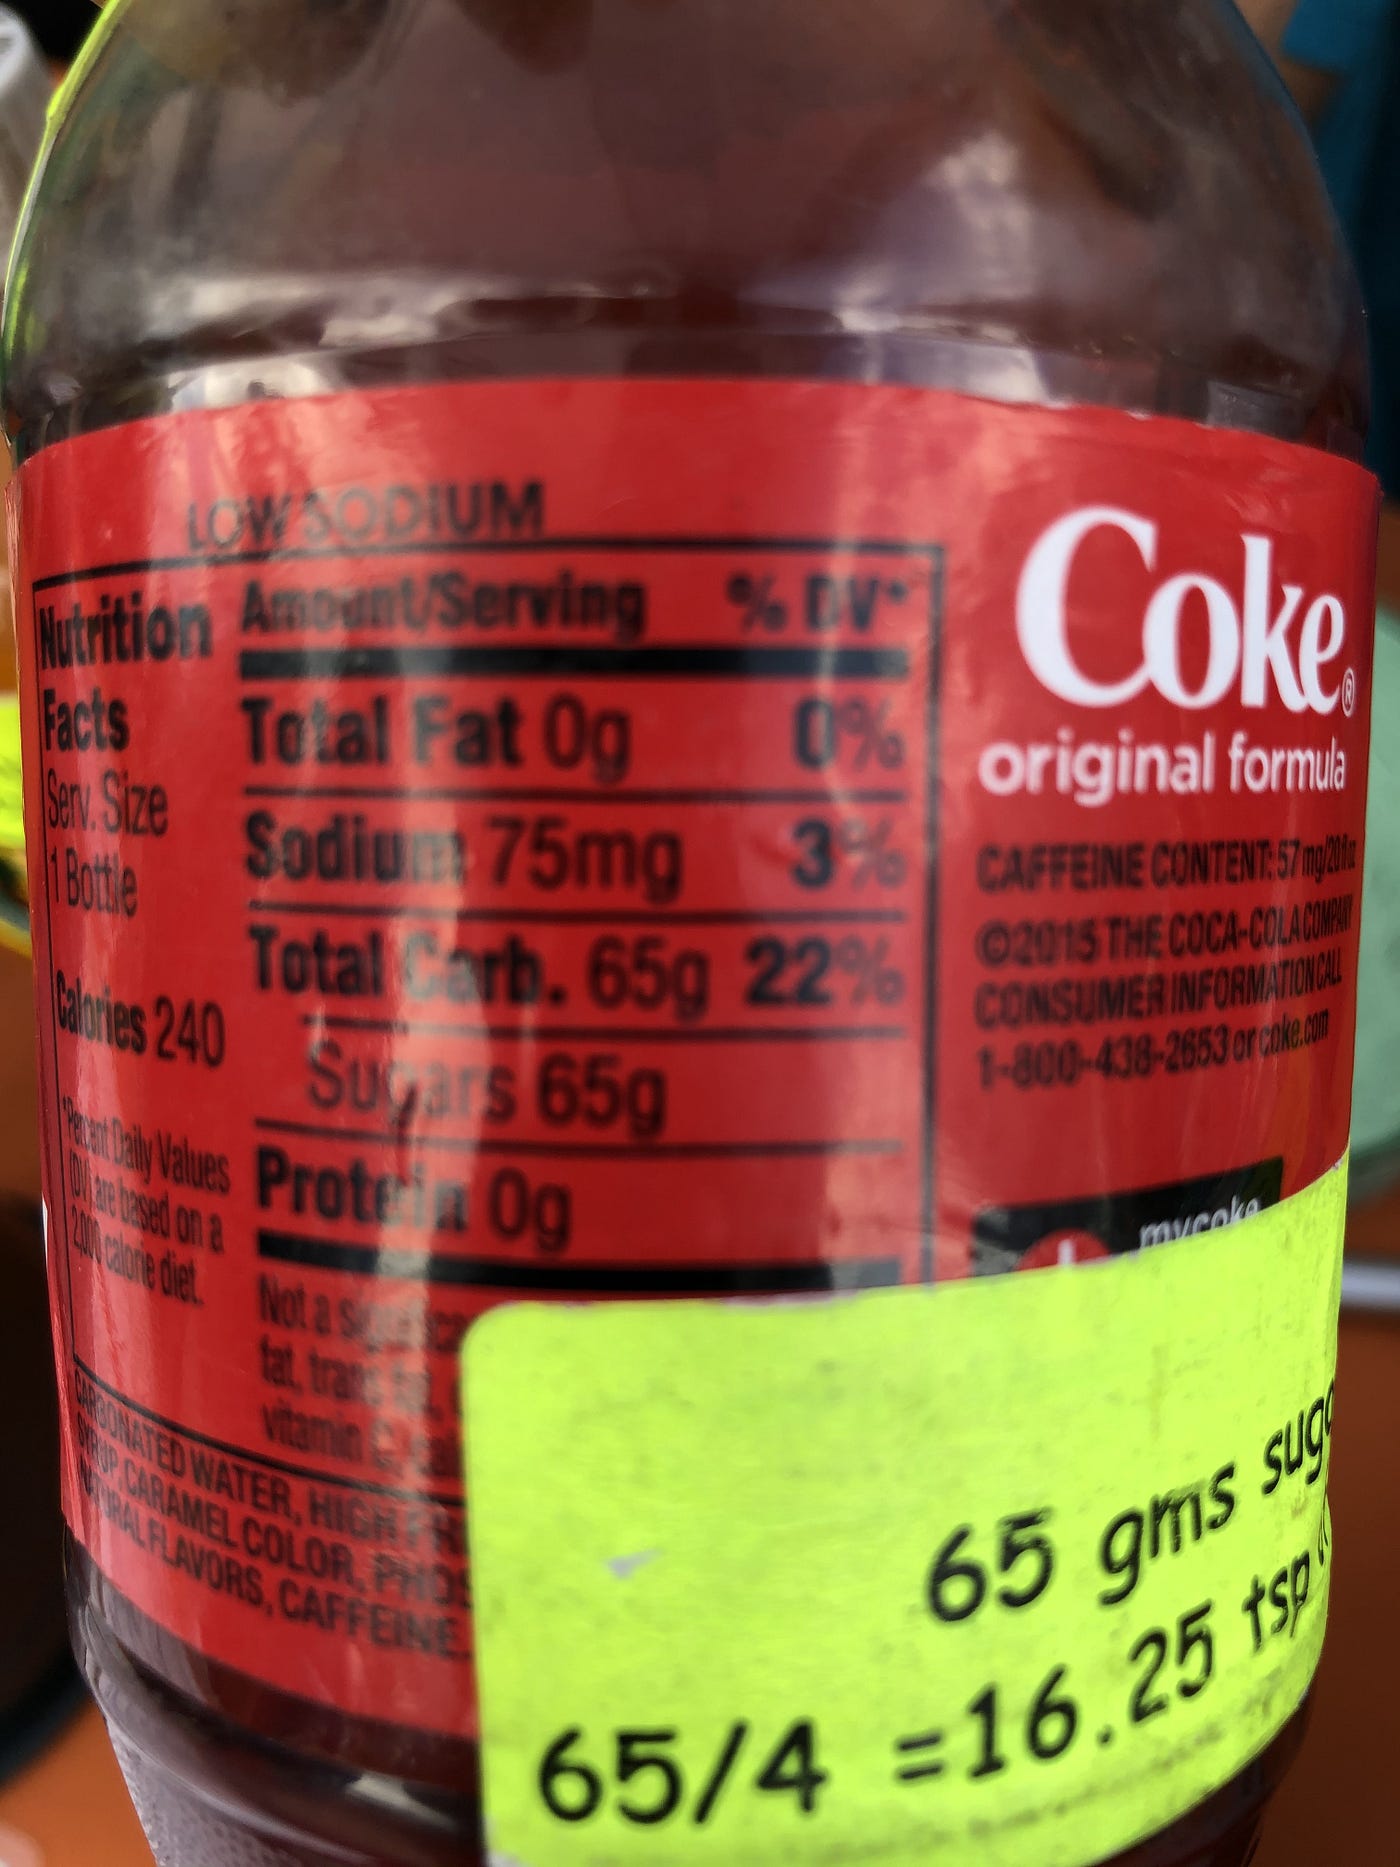 LOW SODIUM
Nutrition
Facts
Serv. Size
1 Bottle
Calories 240
*Percent Daily Values
(DV) are based on a
2,000 calorie diet.
Amount/Serving % DV*
Total Fat 0g 0%
Sodium 75mg 3%
Total Carb. 65g 22%
Sugars 65g
Protein 0g
Not a
fat,
vitamin
CARBONATED WATER, HIGH
SYRUP, CARAMEL COLOR,
NATURAL FLAVORS, CAFFEINE.
Coke®
original formula
CAFFEINE CONTENT: 57 mg/20 fl oz
©2015 THE COCA-COLA COMPANY
CONSUMER INFORMATION CALL
1-800-438-2653 or coke.com
mycoke
65 gms
65/4 =16.25 tsp